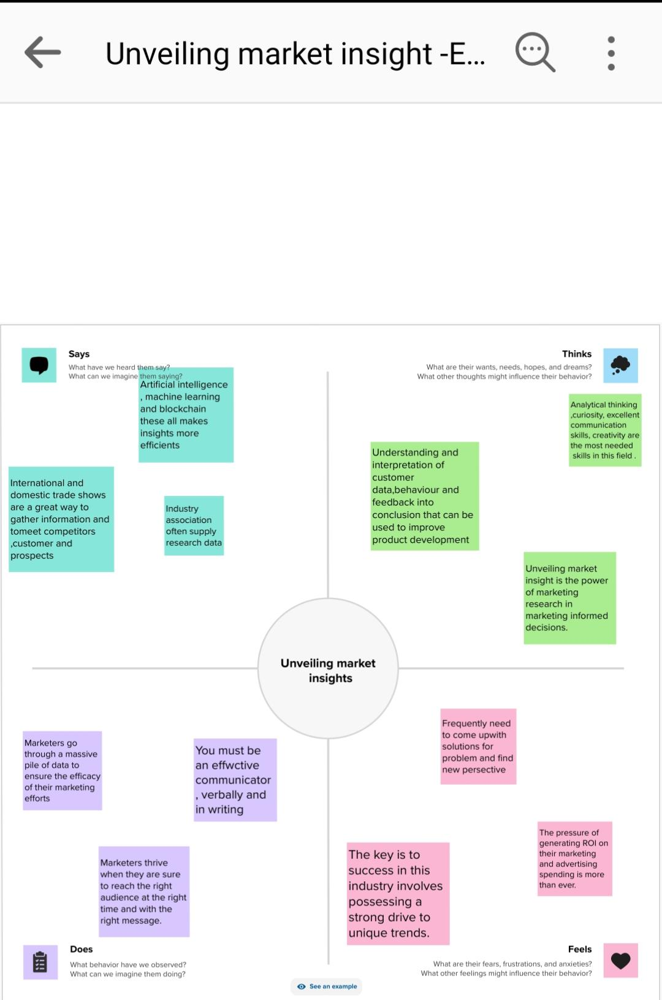 Unveiling market insight -E...
Says
What have we heard them say?
What can we imagine them saying?
Artificial intelligence
, machine learning
and blockchain
these all makes
insights more
efficients
International and
domestic trade shows
are a great way to
gather information and
tomeet competitors
,customer and
prospects
Industry
association
often supply
research data
Thinks
What are their wants, needs, hopes, and dreams?
What other thoughts might influence their behavior?
Analytical thinking
,curiosity, excellent
communication
skills, creativity are
the most needed
skills in this field .
Understanding and
interpretation of
customer
data,behaviour and
feedback into
conclusion that can be
used to improve
product development
Unveiling market
insight is the power
of marketing
research in
marketing informed
decisions.
Unveiling market
insights
Marketers go
through a massive
pile of data to
ensure the efficacy
of their marketing
efforts
You must be
an effwctive
communicator
, verbally and
in writing
Marketers thrive
when they are sure
to reach the right
audience at the right
time and with the
right message.
Does
What behavior have we observed?
What can we imagine them doing?
Frequently need
to come upwith
solutions for
problem and find
new persective
The pressure of
generating ROI on
their marketing
and advertising
spending is more
than ever.
The key is to
success in this
industry involves
possessing a
strong drive to
unique trends.
Feels
What are their fears, frustrations, and anxieties?
What other feelings might influence their behavior?
See an example